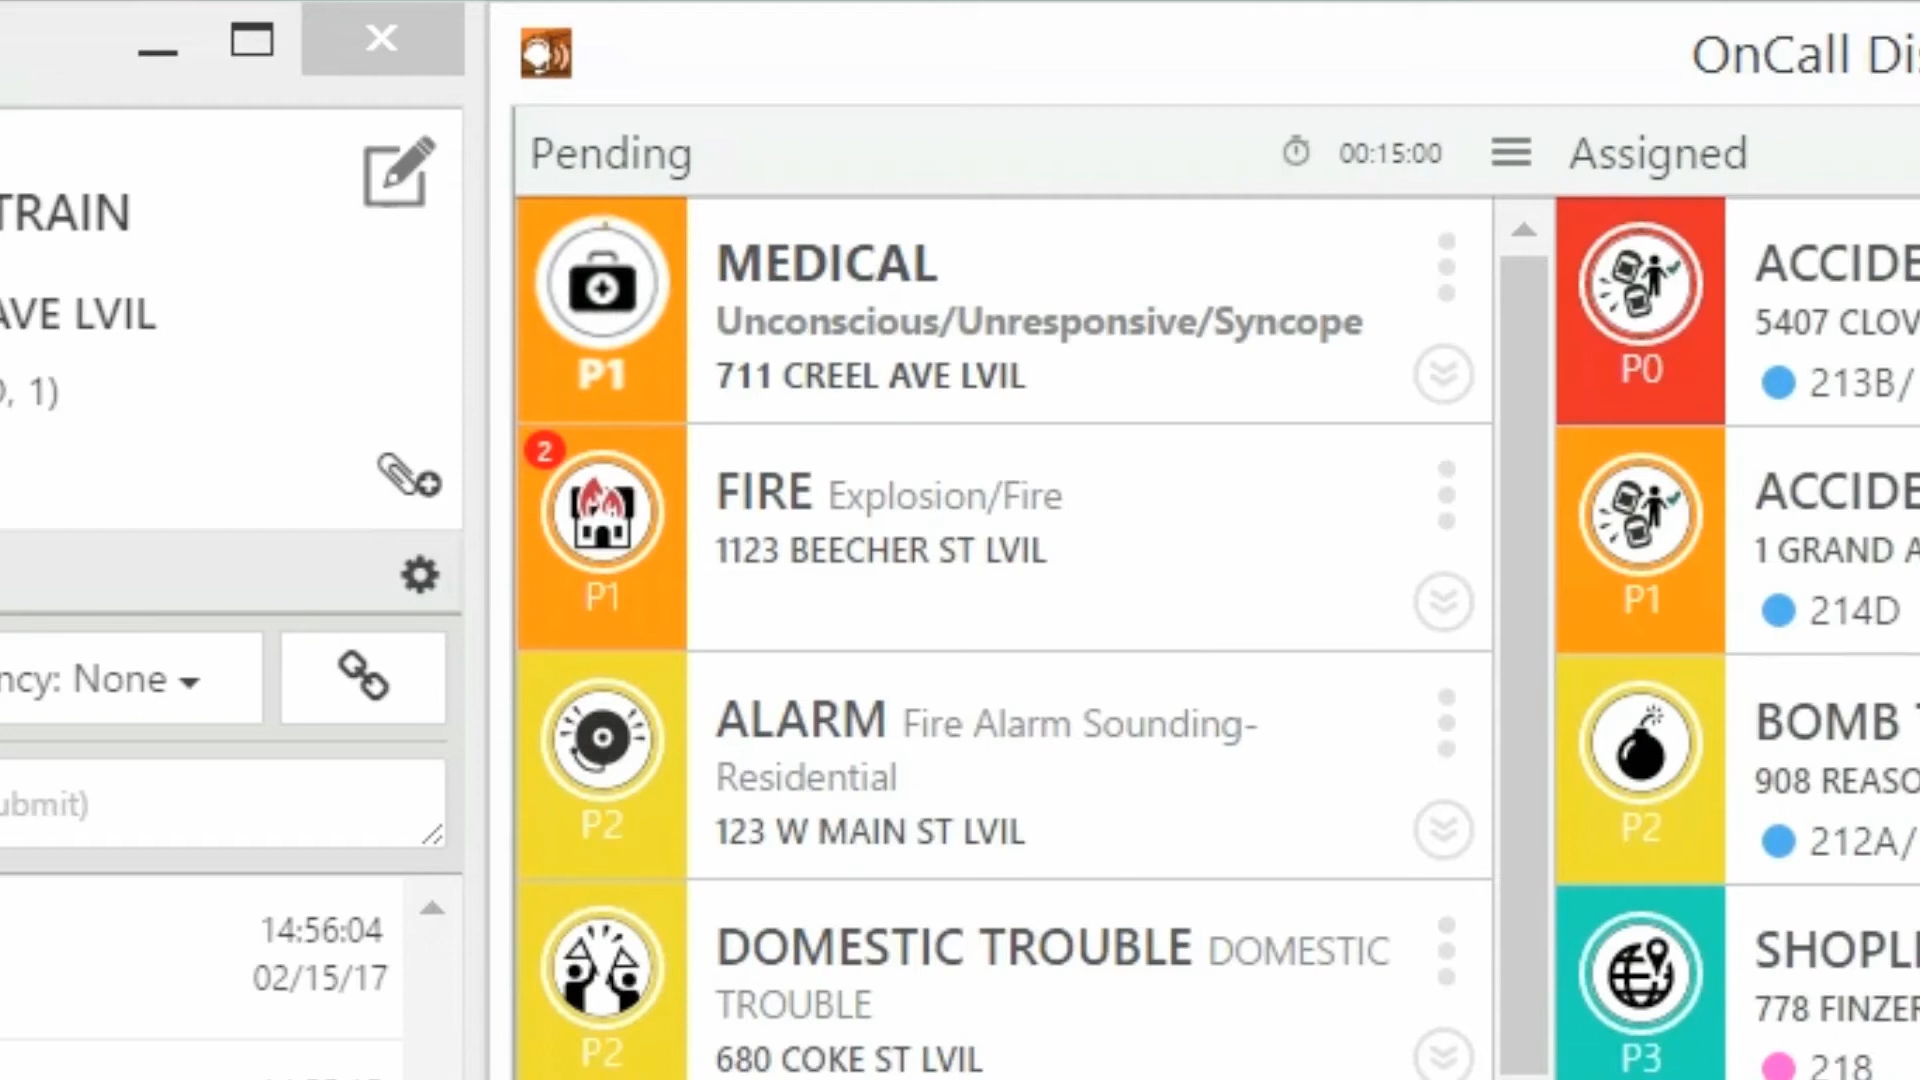 TRAIN
AVE LVIL
, 1)
None
14:56:04
02/15/17
OnCall
Pending
00:15:00
Assigned
P1
MEDICAL
Unconscious/Unresponsive/Syncope
711 CREEL AVE LVIL
2
P1
FIRE Explosion/Fire
1123 BEECHER ST LVIL
P2
ALARM Fire Alarm Sounding-
Residential
123 W MAIN ST LVIL
P2
DOMESTIC TROUBLE DOMESTIC
TROUBLE
680 COKE ST LVIL
P0
ACCIDE
5407 CLOV
213B/
P1
ACCIDE
1 GRAND A
214D
P2
BOMB
908 REASO
212A/
P3
SHOPL
778 FINZER
218